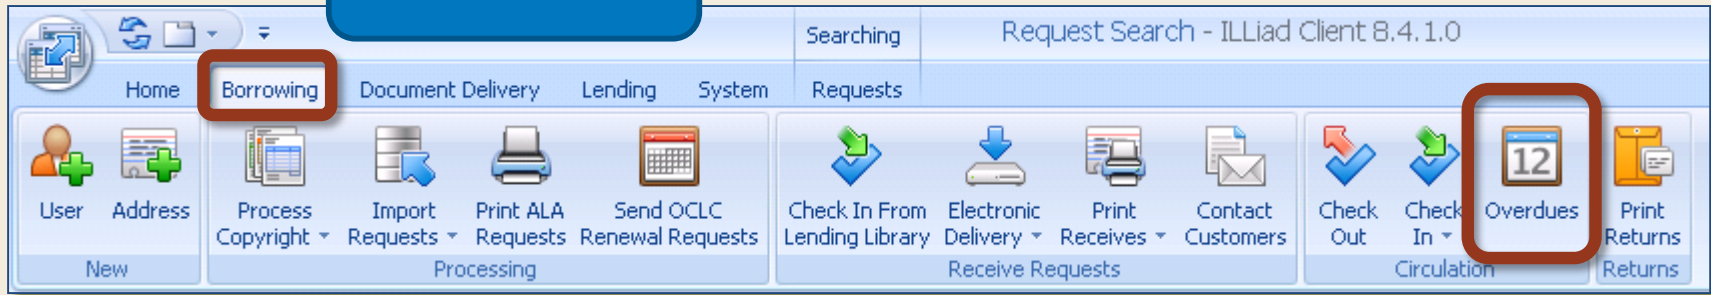 Searching
Request Search - ILLiad Client 8.4.1.0
Home Borrowing Document Delivery Lending System Requests
12
User Address Process Import Print ALA Send OCLC Check In From Electronic Print Contact Check Check Overdues Print
Copyright Requests Requests Renewal Requests Lending Library Delivery Receives Customers Out In Returns
New Processing Receive Requests Circulation Returns